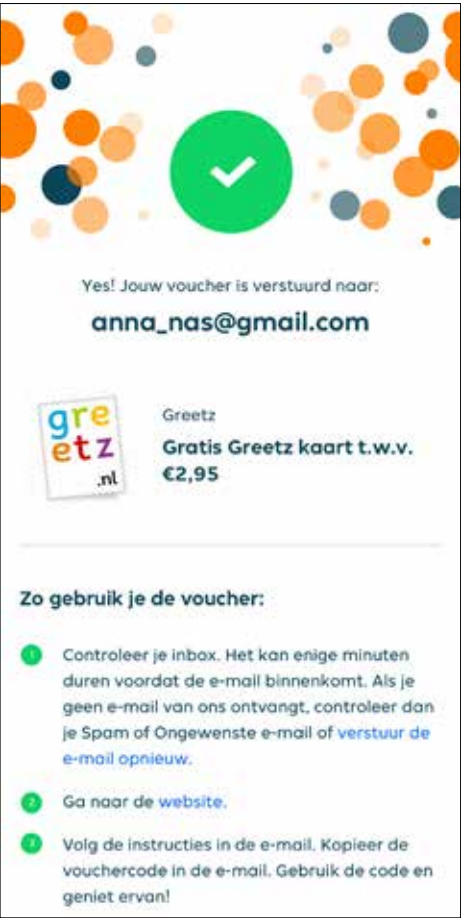 Yes! Jouw voucher is verstuurd naar:
anna_nas@gmail.com
gre
etz
.nl
Greetz
Gratis Greetz kaart t.w.v.
€2,95
Zo gebruik je de voucher:
1 Controleer je inbox. Het kan enige minuten
duren voordat de e-mail binnenkomt. Als je
geen e-mail van ons ontvangt, controleer dan
je Spam of Ongewenste e-mail of verstuur de
e-mail opnieuw.
2 Ga naar de website.
3 Volg de instructies in de e-mail. Kopieer de
vouchercode in de e-mail. Gebruik de code en
geniet ervan!